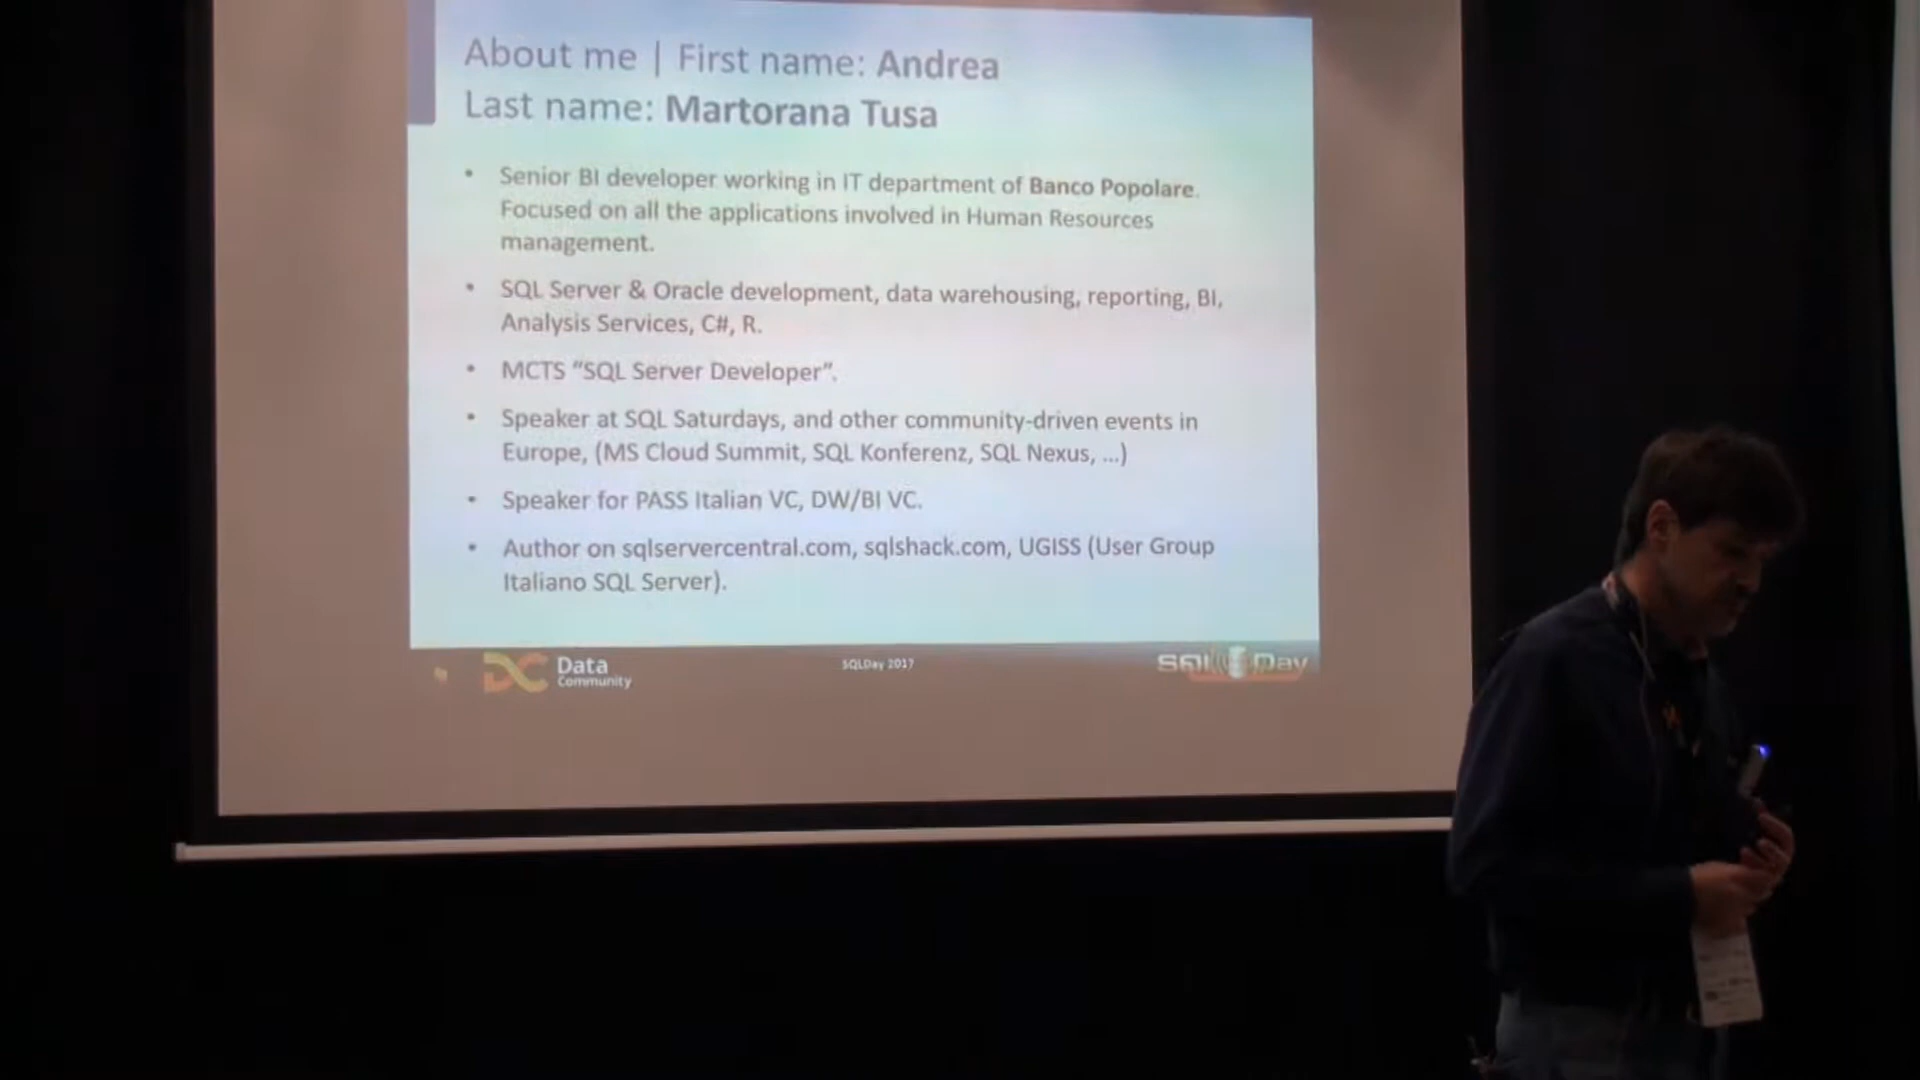 About me | First name: Andrea
Last name: Martorana Tusa
• Senior BI developer working in IT department of Banco Popolare.
Focused on all the applications involved in Human Resources
management.
• SQL Server & Oracle development, data warehousing, reporting, BI,
Analysis Services, C#, R.
• MCTS “SQL Server Developer”.
• Speaker at SQL Saturdays, and other community-driven events in
Europe, (MS Cloud Summit, SQL Konferenz, SQL Nexus, ...)
• Speaker for PASS Italian VC, DW/BI VC.
• Author on sqlservercentral.com, sqlshack.com, UGISS (User Group
Italiano SQL Server).
DC Data
Community
SQLDay 2017
SQL Day